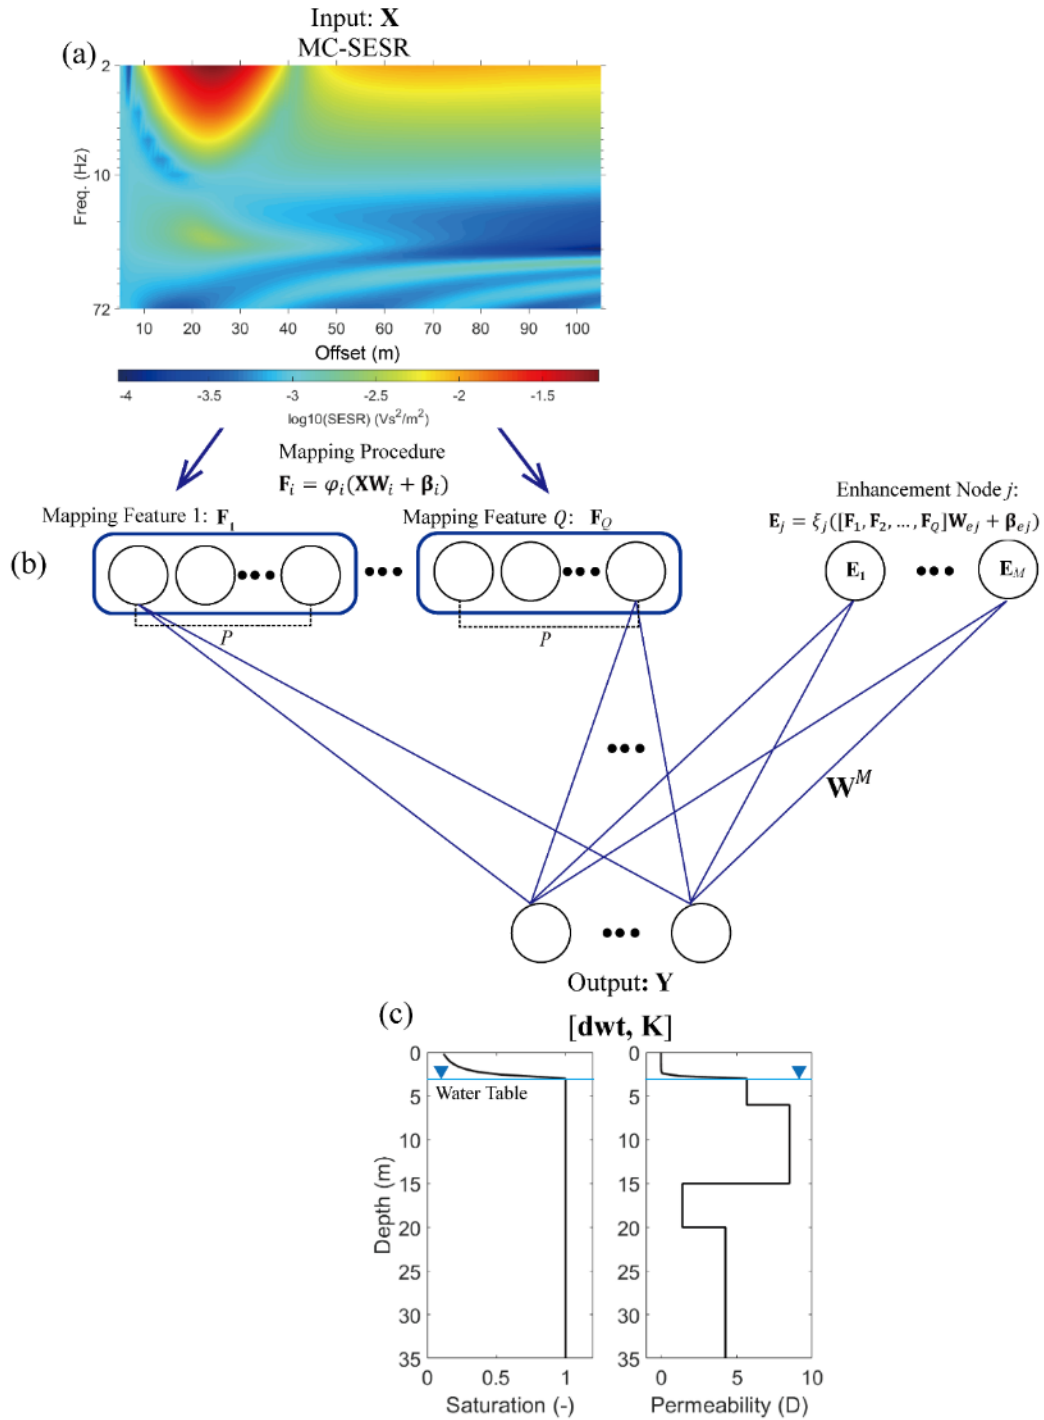 Input: X
MC-SESR
(a)
2
10
72
Freq. (Hz)
10 20 30 40 50 60 70 80 90 100
Offset (m)
-4 -3.5 -3 -2.5 -2 -1.5
log10(SESR) (Vs²/m²)
Mapping Procedure
Fᵢ = φᵢ(XWᵢ + βᵢ)
Mapping Feature 1: F₁
Mapping Feature Q: F_Q
Enhancement Node j:
Eⱼ = ξⱼ([F₁, F₂, ..., F_Q]W_ej + β_ej)
(b)
E₁
E_M
P
P
W^M
Output: Y
(c)
[dwt, K]
0
5
10
15
20
25
30
35
Depth (m)
Water Table
0 0.5 1
Saturation (-)
0
5
10
15
20
25
30
35
0 5 10
Permeability (D)